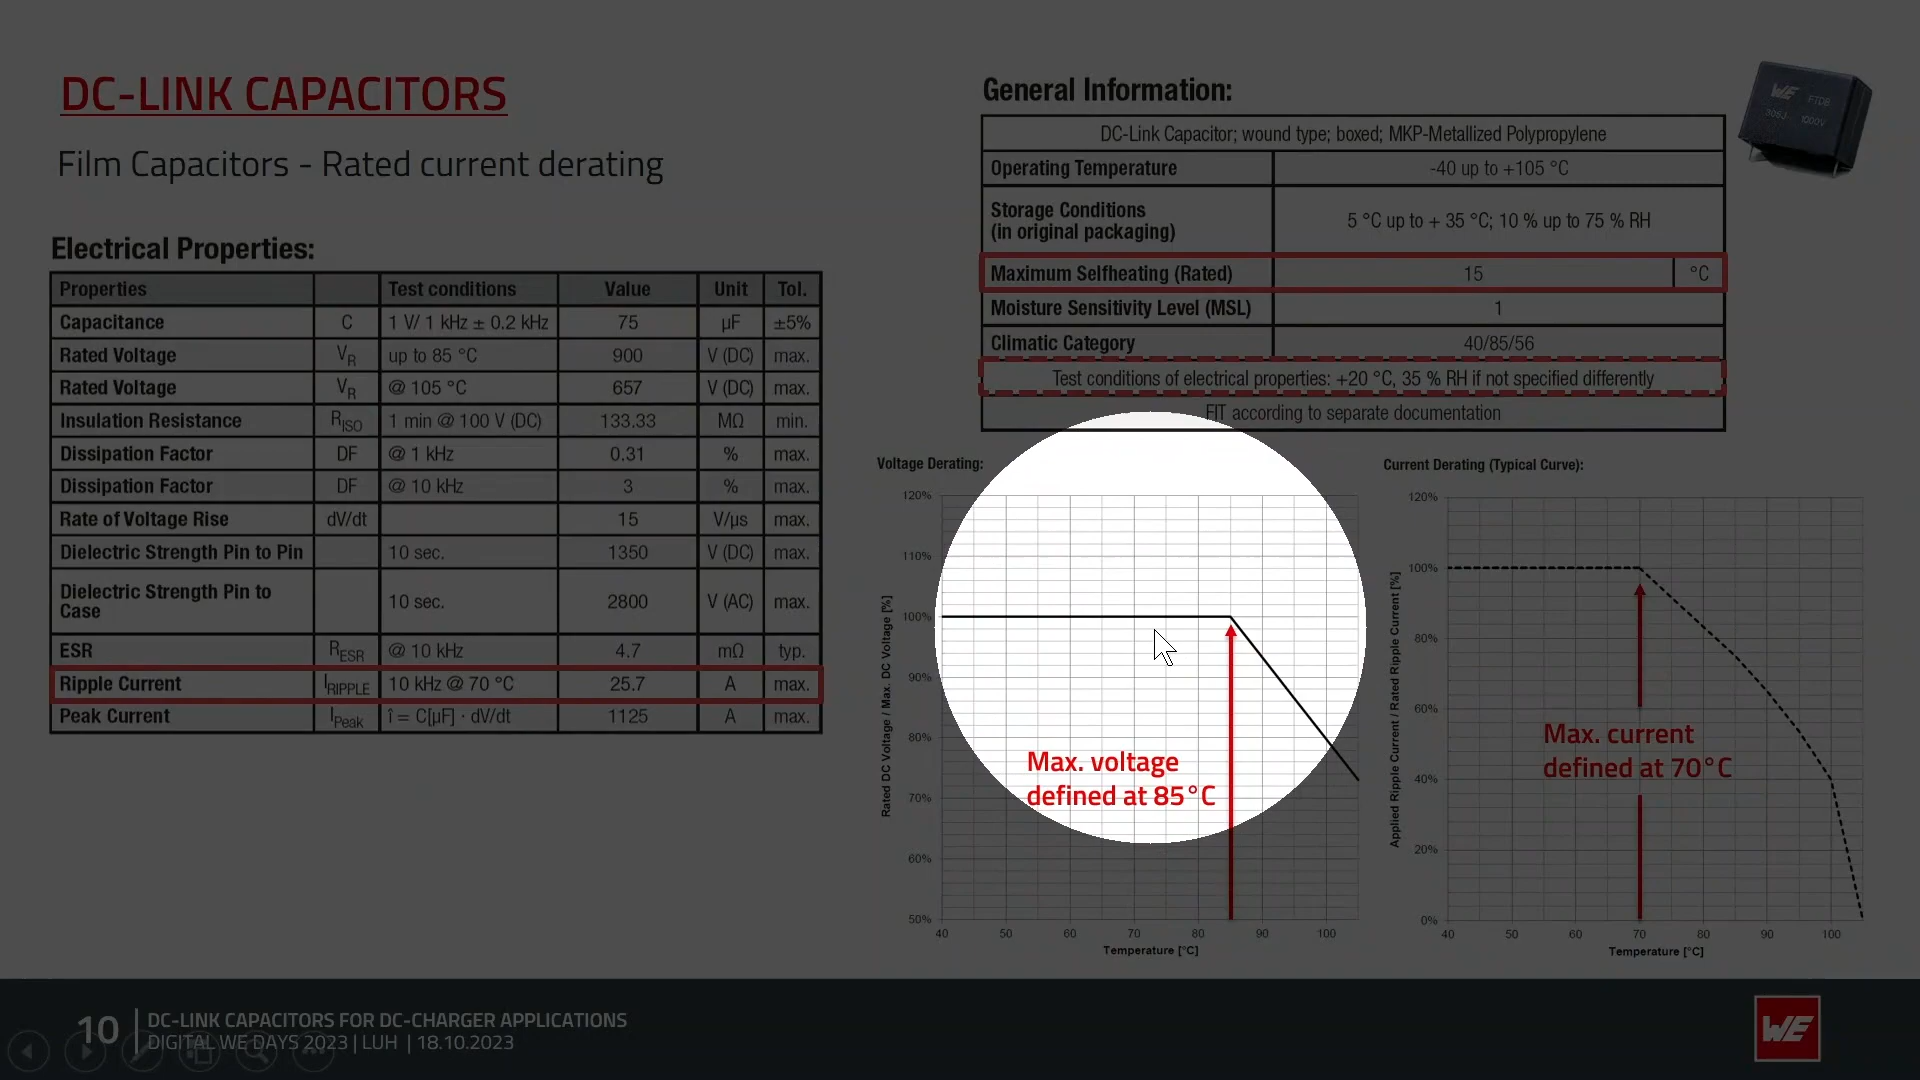 DC-LINK CAPACITORS
Film Capacitors - Rated current derating
Electrical Properties:
Properties Test conditions Value Unit Tol.
Capacitance C 1 V/ 1 kHz ± 0.2 kHz 75 µF ±5%
Rated Voltage VR up to 85 °C 900 V (DC) max.
Rated Voltage VR @ 105 °C 657 V (DC) max.
Insulation Resistance RISO 1 min @ 100 V (DC) 133.33 MΩ min.
Dissipation Factor DF @ 1 kHz 0.31 % max.
Dissipation Factor DF @ 10 kHz 3 % max.
Rate of Voltage Rise dV/dt 15 V/µs max.
Dielectric Strength Pin to Pin 10 sec. 1350 V (DC) max.
Dielectric Strength Pin to
Case 10 sec. 2800 V (AC) max.
ESR RESR @ 10 kHz 4.7 mΩ typ.
Ripple Current IRIPPLE 10 kHz @ 70 °C 25.7 A max.
Peak Current IPeak î = C[µF] · dV/dt 1125 A max.
General Information:
DC-Link Capacitor; wound type; boxed; MKP-Metallized Polypropylene
Operating Temperature -40 up to +105 °C
Storage Conditions
(in original packaging) 5 °C up to + 35 °C; 10 % up to 75 % RH
Maximum Selfheating (Rated) 15 °C
Moisture Sensitivity Level (MSL) 1
Climatic Category 40/85/56
Test conditions of electrical properties: +20 °C, 35 % RH if not specified differently
FIT according to separate documentation
WE FTDB
1000V
Voltage Derating:
120%
110%
100%
90%
80%
70%
60%
50%
Rated DC Voltage / Max. DC Voltage [%]
40 50 60 70 80 90 100
Temperature [°C]
Max. voltage
defined at 85°C
Current Derating (Typical Curve):
120%
100%
80%
60%
40%
20%
0%
Applied Ripple Current / Rated Ripple Current [%]
40 50 60 70 80 90 100
Temperature [°C]
Max. current
defined at 70°C
10
DC-LINK CAPACITORS FOR DC-CHARGER APPLICATIONS
DIGITAL WE DAYS 2023 | LUH | 18.10.2023
WE